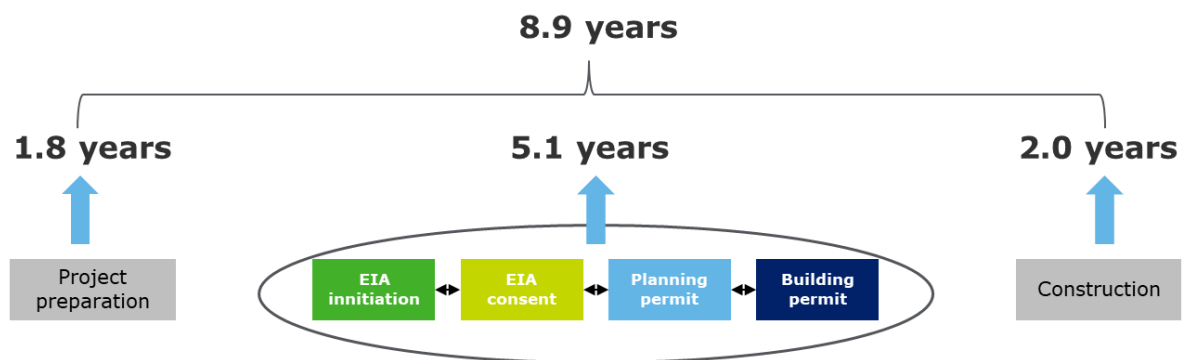 8.9 years
1.8 years
5.1 years
2.0 years
Project
preparation
EIA
innitiation
EIA
consent
Planning
permit
Building
permit
Construction